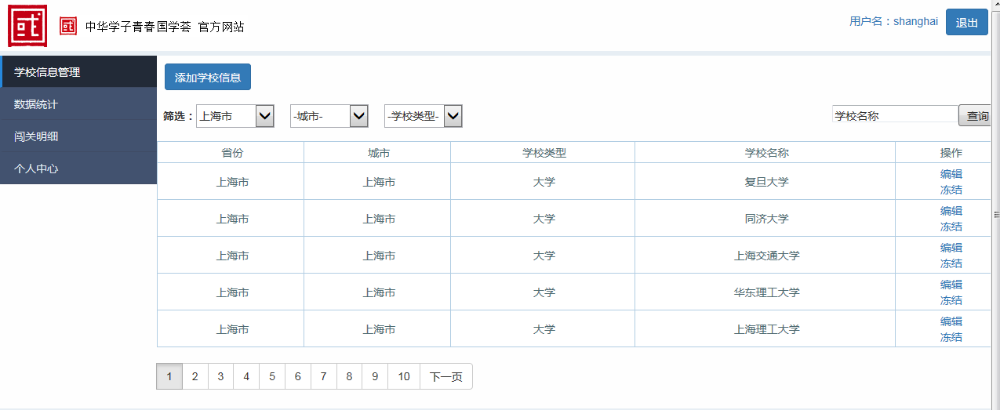 中华学子青春国学荟 官方网站
用户名：shanghai 退出
学校信息管理
数据统计
闯关明细
个人中心
添加学校信息
筛选： 上海市 -城市- -学校类型- 学校名称 查询
省份 城市 学校类型 学校名称 操作
上海市 上海市 大学 复旦大学 编辑
冻结
上海市 上海市 大学 同济大学 编辑
冻结
上海市 上海市 大学 上海交通大学 编辑
冻结
上海市 上海市 大学 华东理工大学 编辑
冻结
上海市 上海市 大学 上海理工大学 编辑
冻结
1 2 3 4 5 6 7 8 9 10 下一页